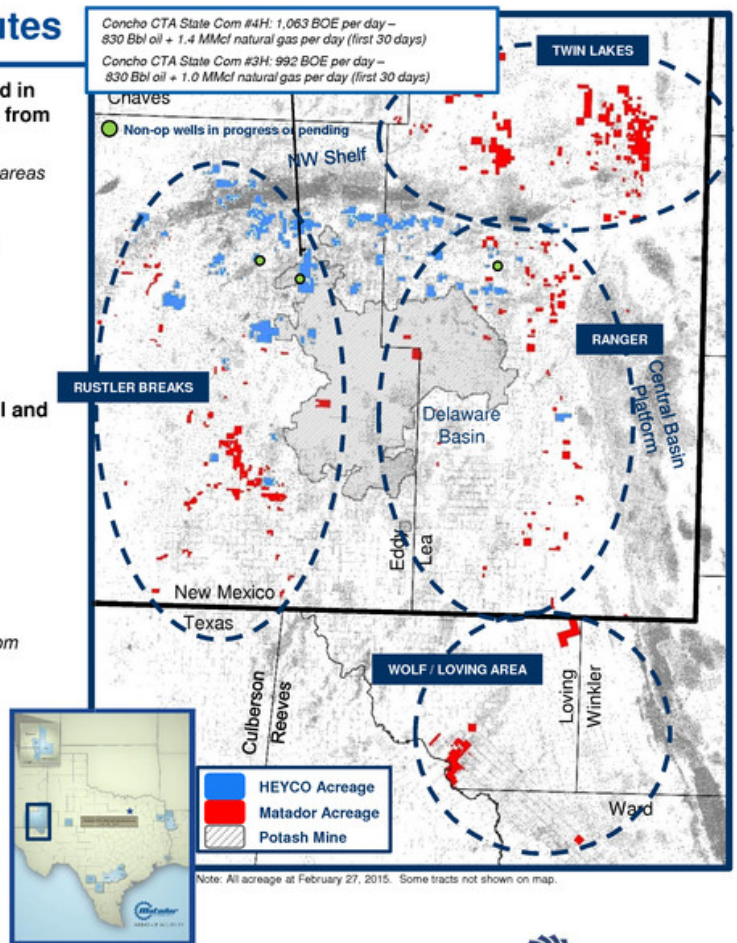 utes
Concho CTA State Com #4H: 1,063 BOE per day –
830 Bbl oil + 1.4 MMcf natural gas per day (first 30 days)
Concho CTA State Com #3H: 992 BOE per day –
830 Bbl oil + 1.0 MMcf natural gas per day (first 30 days)
TWIN LAKES
d in
from
Chaves
Non-op wells in progress or pending
NW Shelf
areas
RANGER
RUSTLER BREAKS
Central Basin
Platform
l and
Delaware
Basin
Eddy
Lea
New Mexico
Texas
om
WOLF / LOVING AREA
Culberson
Reeves
Loving
Winkler
HEYCO Acreage
Matador Acreage
Potash Mine
Ward
Matador
Note: All acreage at February 27, 2015. Some tracts not shown on map.